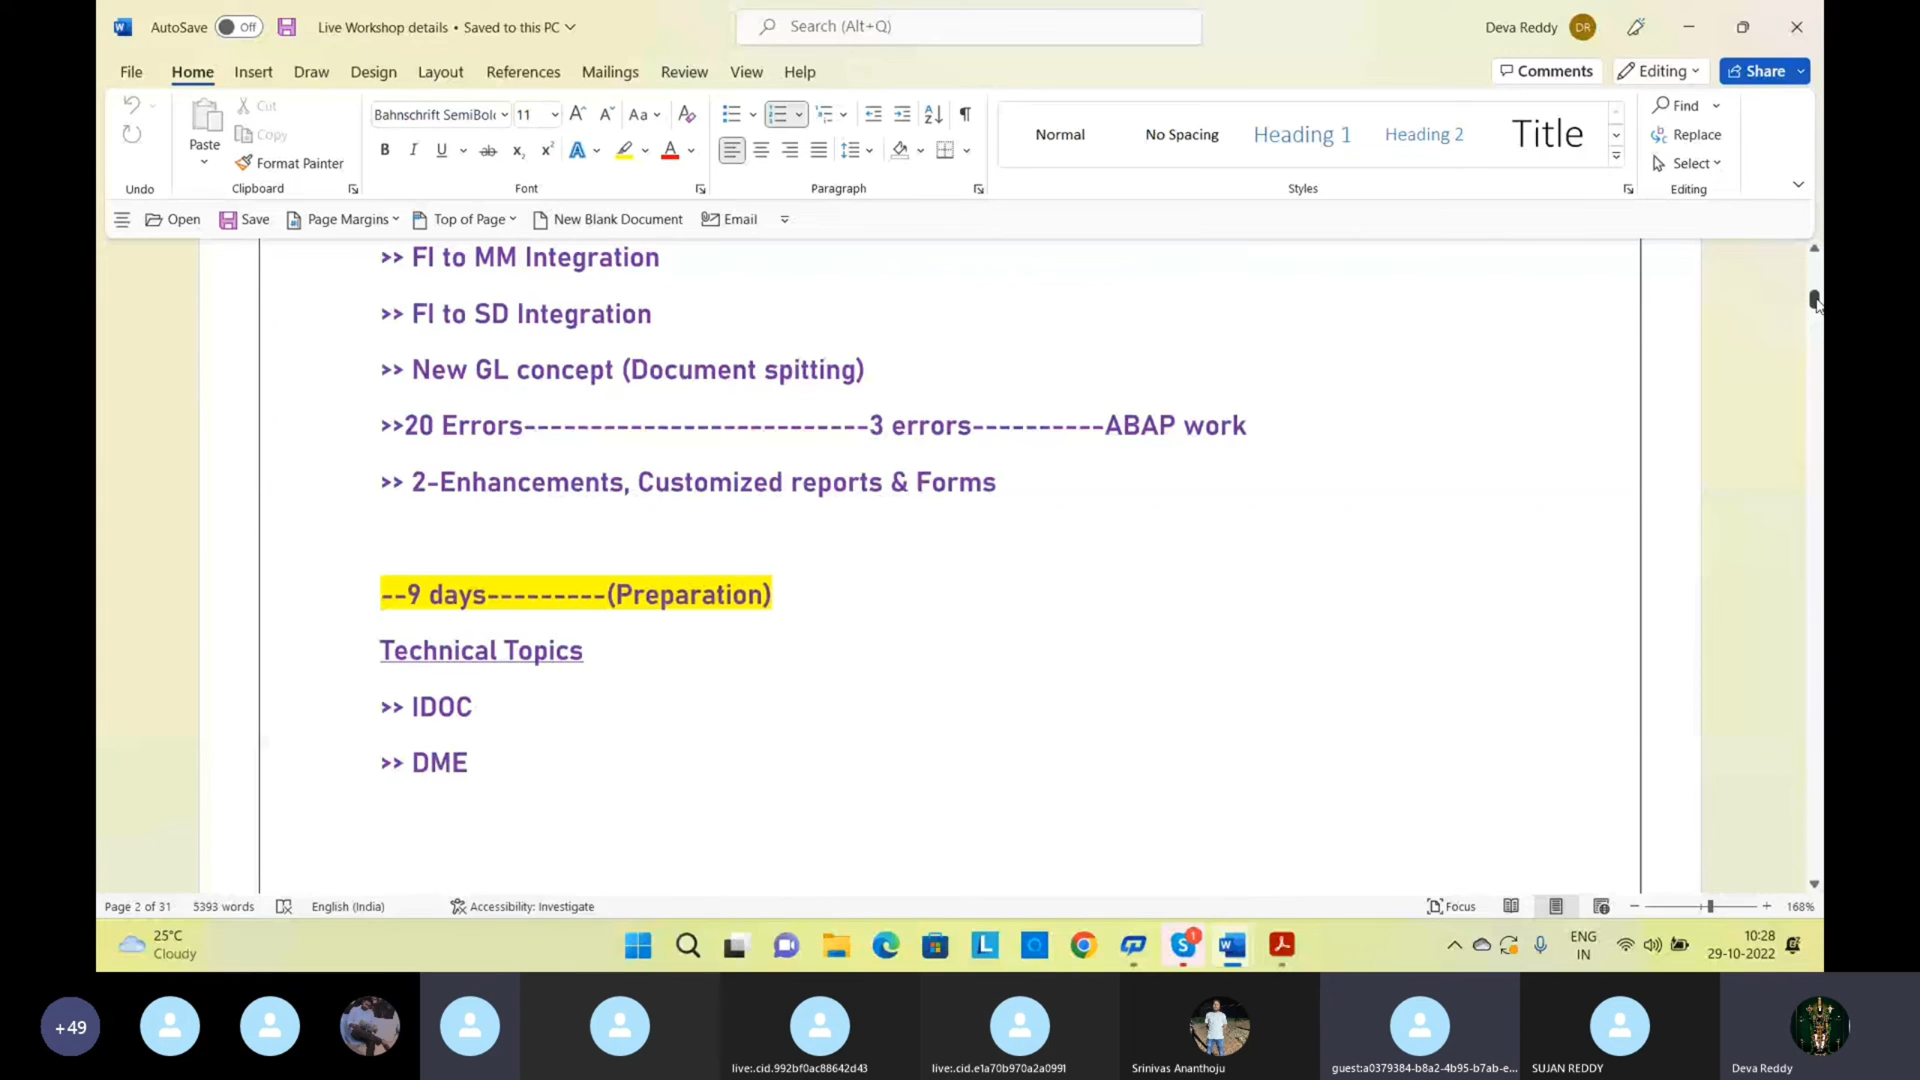 AutoSave Off Live Workshop details • Saved to this PC Search (Alt+Q) Deva Reddy DR
File Home Insert Draw Design Layout References Mailings Review View Help Comments Editing Share
Cut
Copy
Paste
Format Painter
Bahnschrift SemiBol 11
Normal No Spacing Heading 1 Heading 2 Title
Find
Replace
Select
Undo Clipboard Font Paragraph Styles Editing
Open Save Page Margins Top of Page New Blank Document Email
>> FI to MM Integration
>> FI to SD Integration
>> New GL concept (Document spitting)
>>20 Errors--------------------------3 errors----------ABAP work
>> 2-Enhancements, Customized reports & Forms
--9 days---------(Preparation)
Technical Topics
>> IDOC
>> DME
Page 2 of 31 5393 words English (India) Accessibility: Investigate Focus 168%
25°C
Cloudy
ENG
IN
10:28
29-10-2022
+49
live:.cid.992bf0ac88642d43 live:.cid.e1a70b970a2a0991 Srinivas Ananthoju guest:a0379384-b8a2-4b95-b7ab-e... SUJAN REDDY Deva Reddy